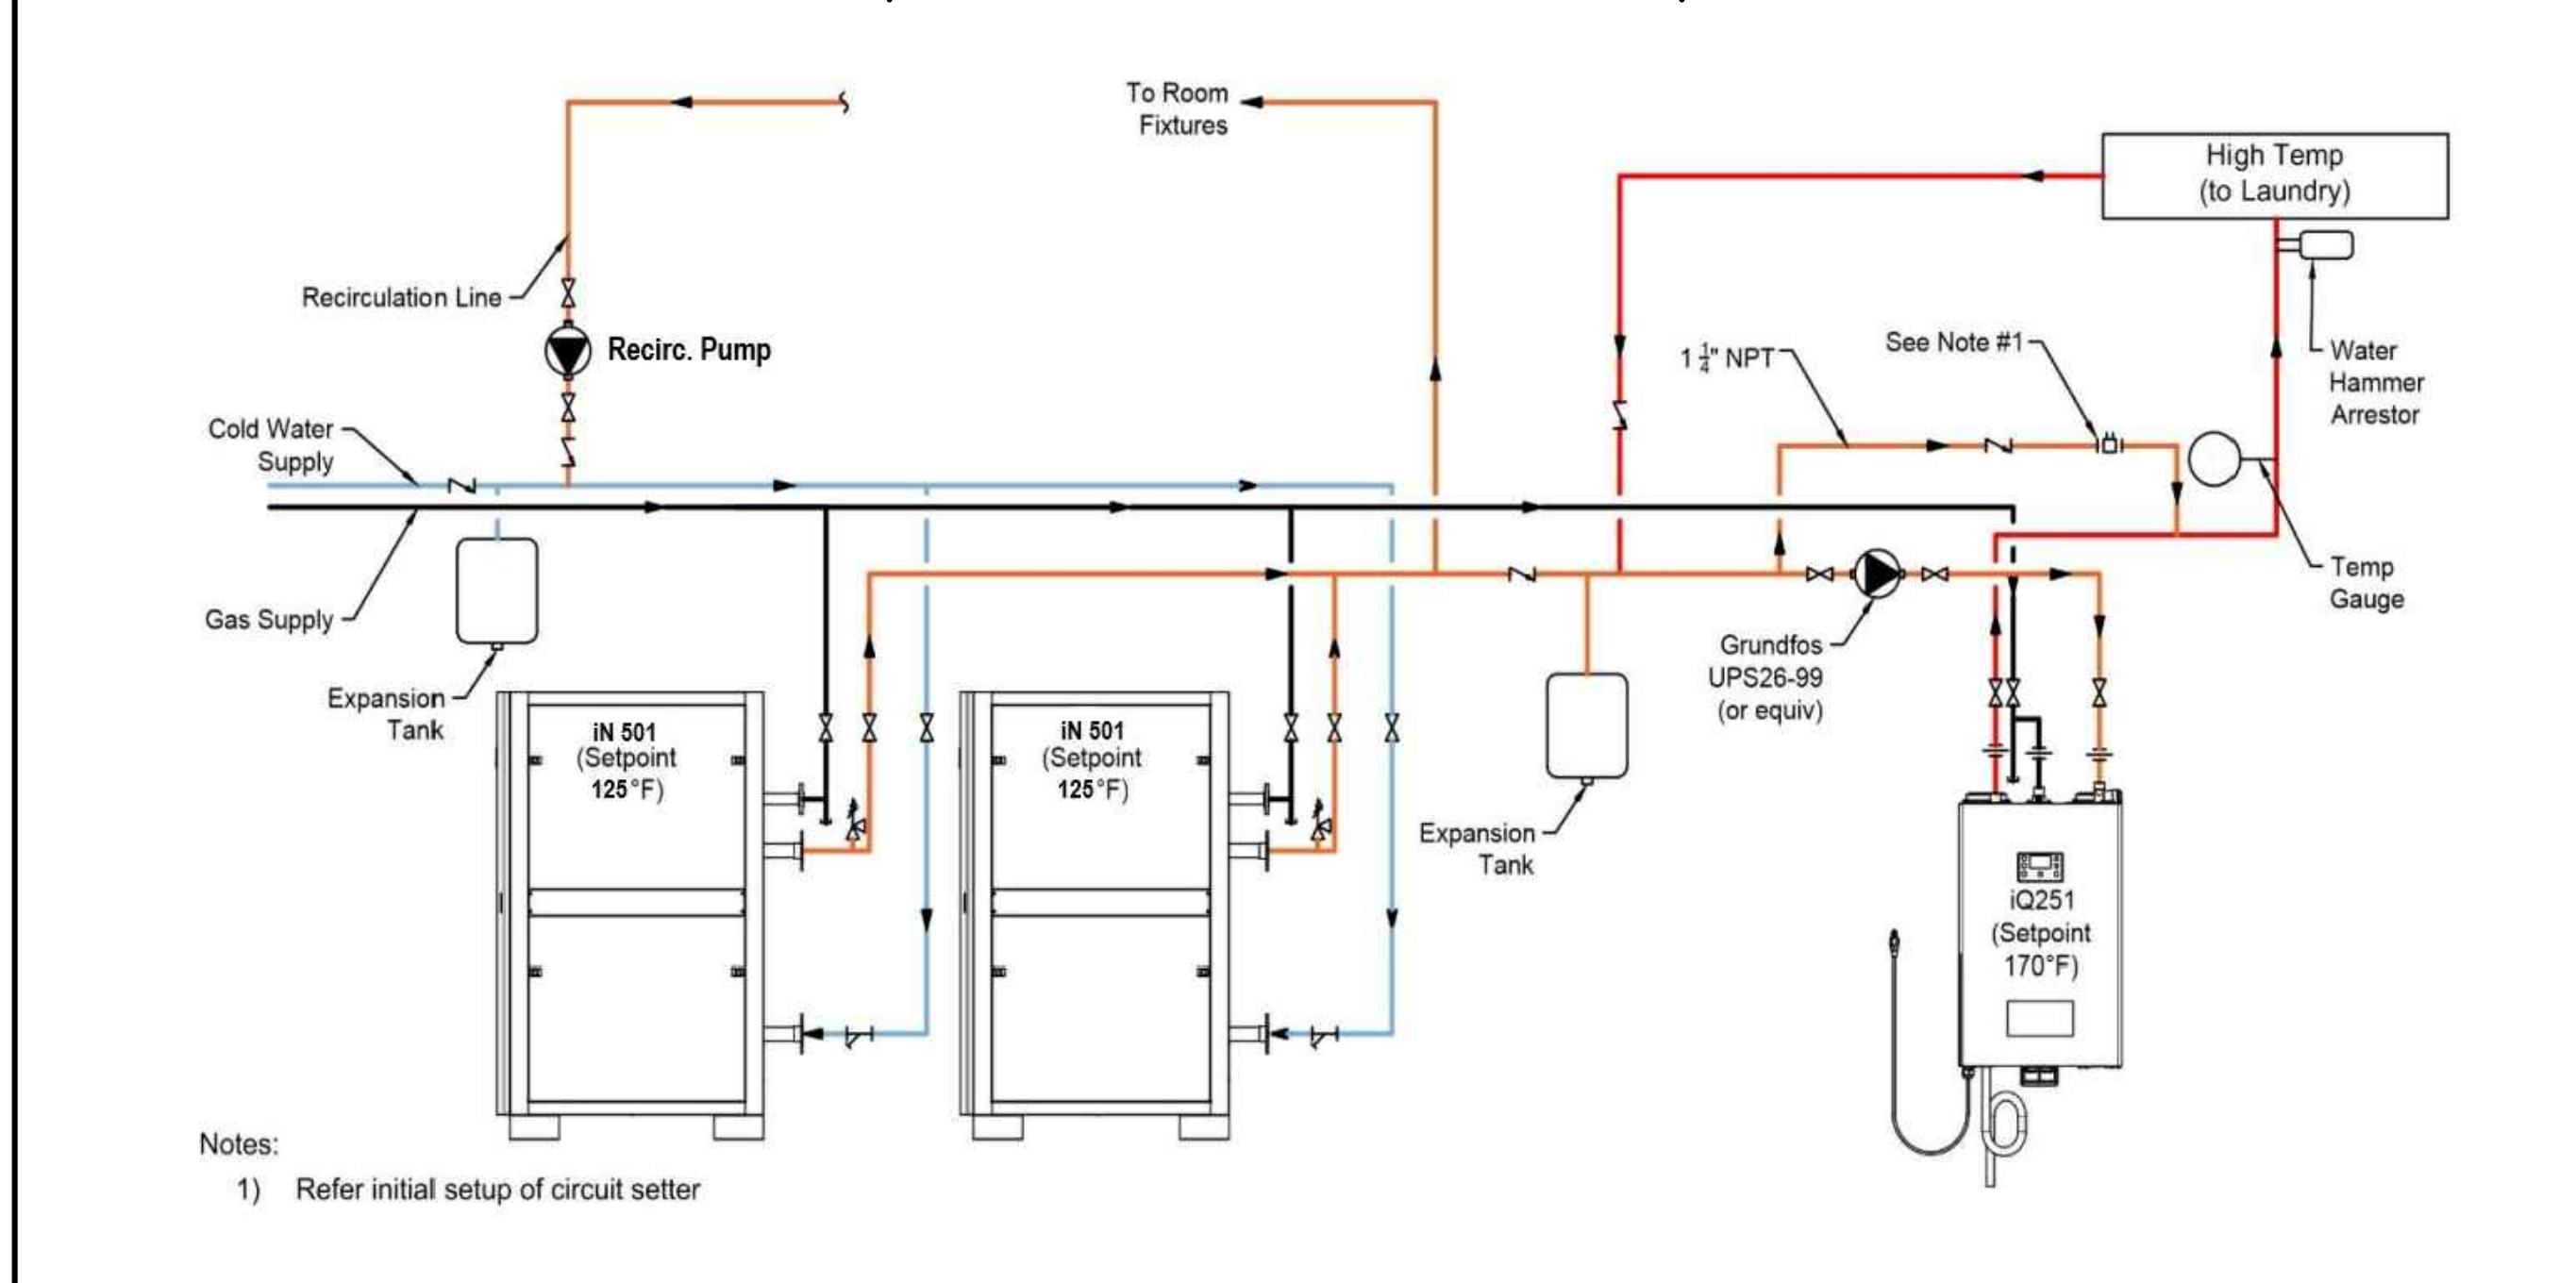 To Room
Fixtures
High Temp
(to Laundry)
Recirculation Line
Recirc. Pump
1 1/4" NPT
See Note #1
Water
Hammer
Arrestor
Cold Water
Supply
Gas Supply
Temp
Gauge
Grundfos
UPS26-99
(or equiv)
Expansion
Tank
iN 501
(Setpoint
125°F)
iN 501
(Setpoint
125°F)
Expansion
Tank
iQ251
(Setpoint
170°F)
Notes:
1) Refer initial setup of circuit setter